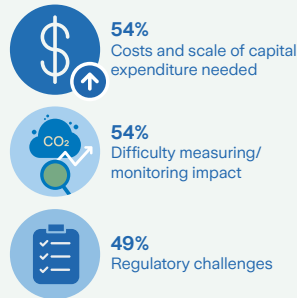 54%
Costs and scale of capital
expenditure needed
CO₂
54%
Difficulty measuring/
monitoring impact
49%
Regulatory challenges